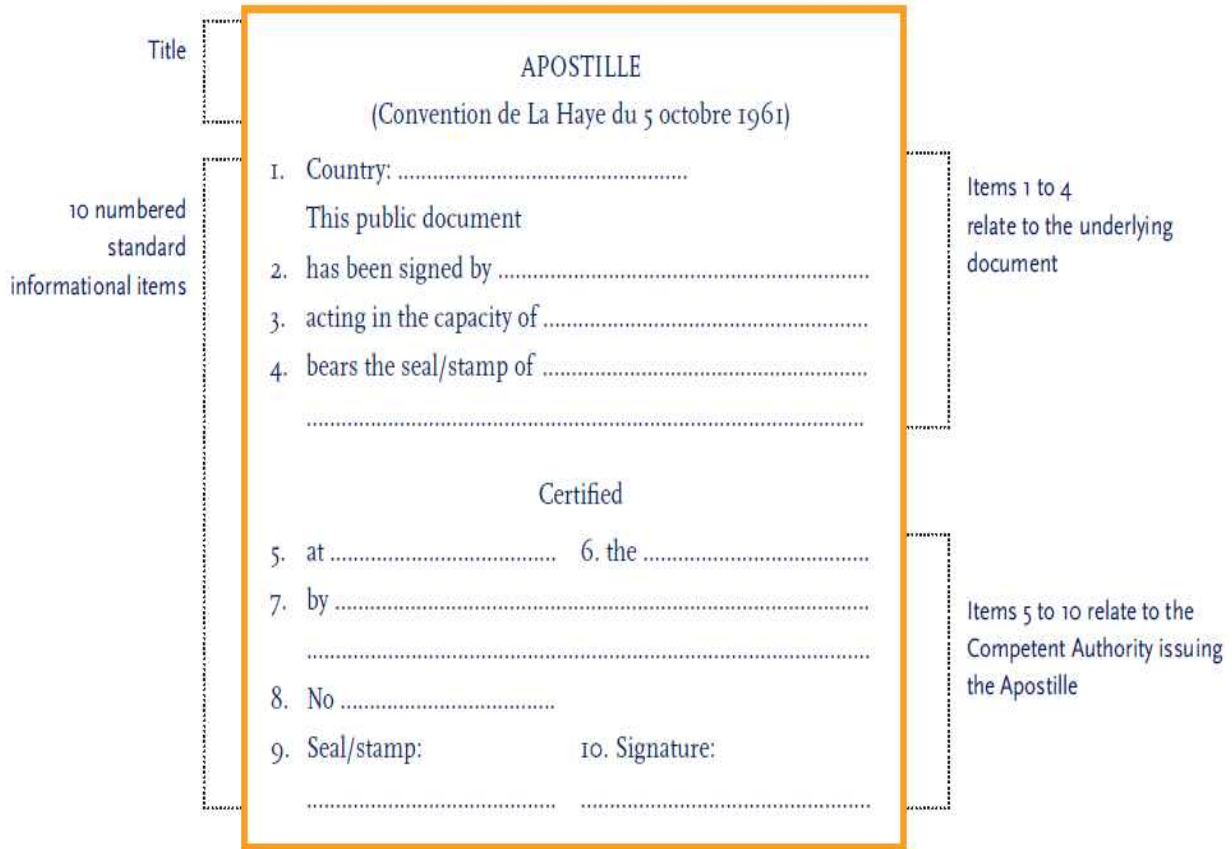 Title
APOSTILLE
(Convention de La Haye du 5 octobre 1961)
10 numbered
standard
informational items
1. Country: ..................................................
This public document
2. has been signed by ................................................................
3. acting in the capacity of ........................................................
4. bears the seal/stamp of ........................................................
................................................................................................
Items 1 to 4
relate to the underlying
document
Certified
5. at ....................................... 6. the .......................................
7. by ............................................................................................
.................................................................................................
8. No .....................................
9. Seal/stamp: 10. Signature:
........................................... ..................................................
Items 5 to 10 relate to the
Competent Authority issuing
the Apostille